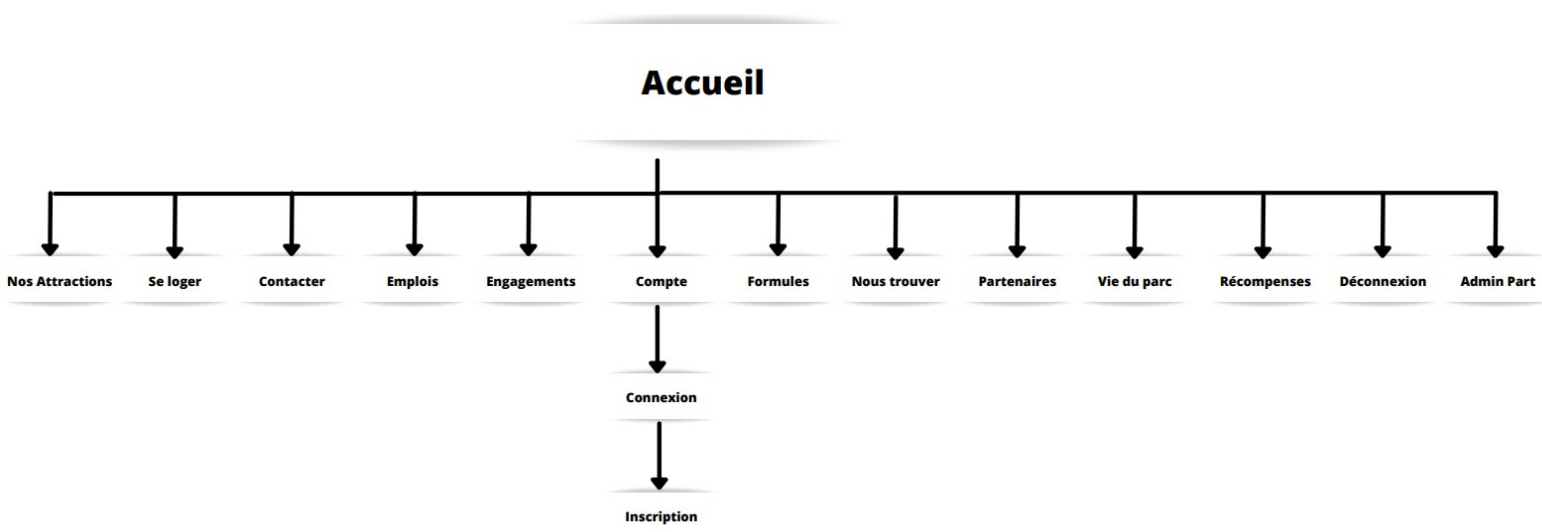 Accueil
Nos Attractions
Se loger
Contacter
Emplois
Engagements
Compte
Formules
Nous trouver
Partenaires
Vie du parc
Récompenses
Déconnexion
Admin Part
Connexion
Inscription